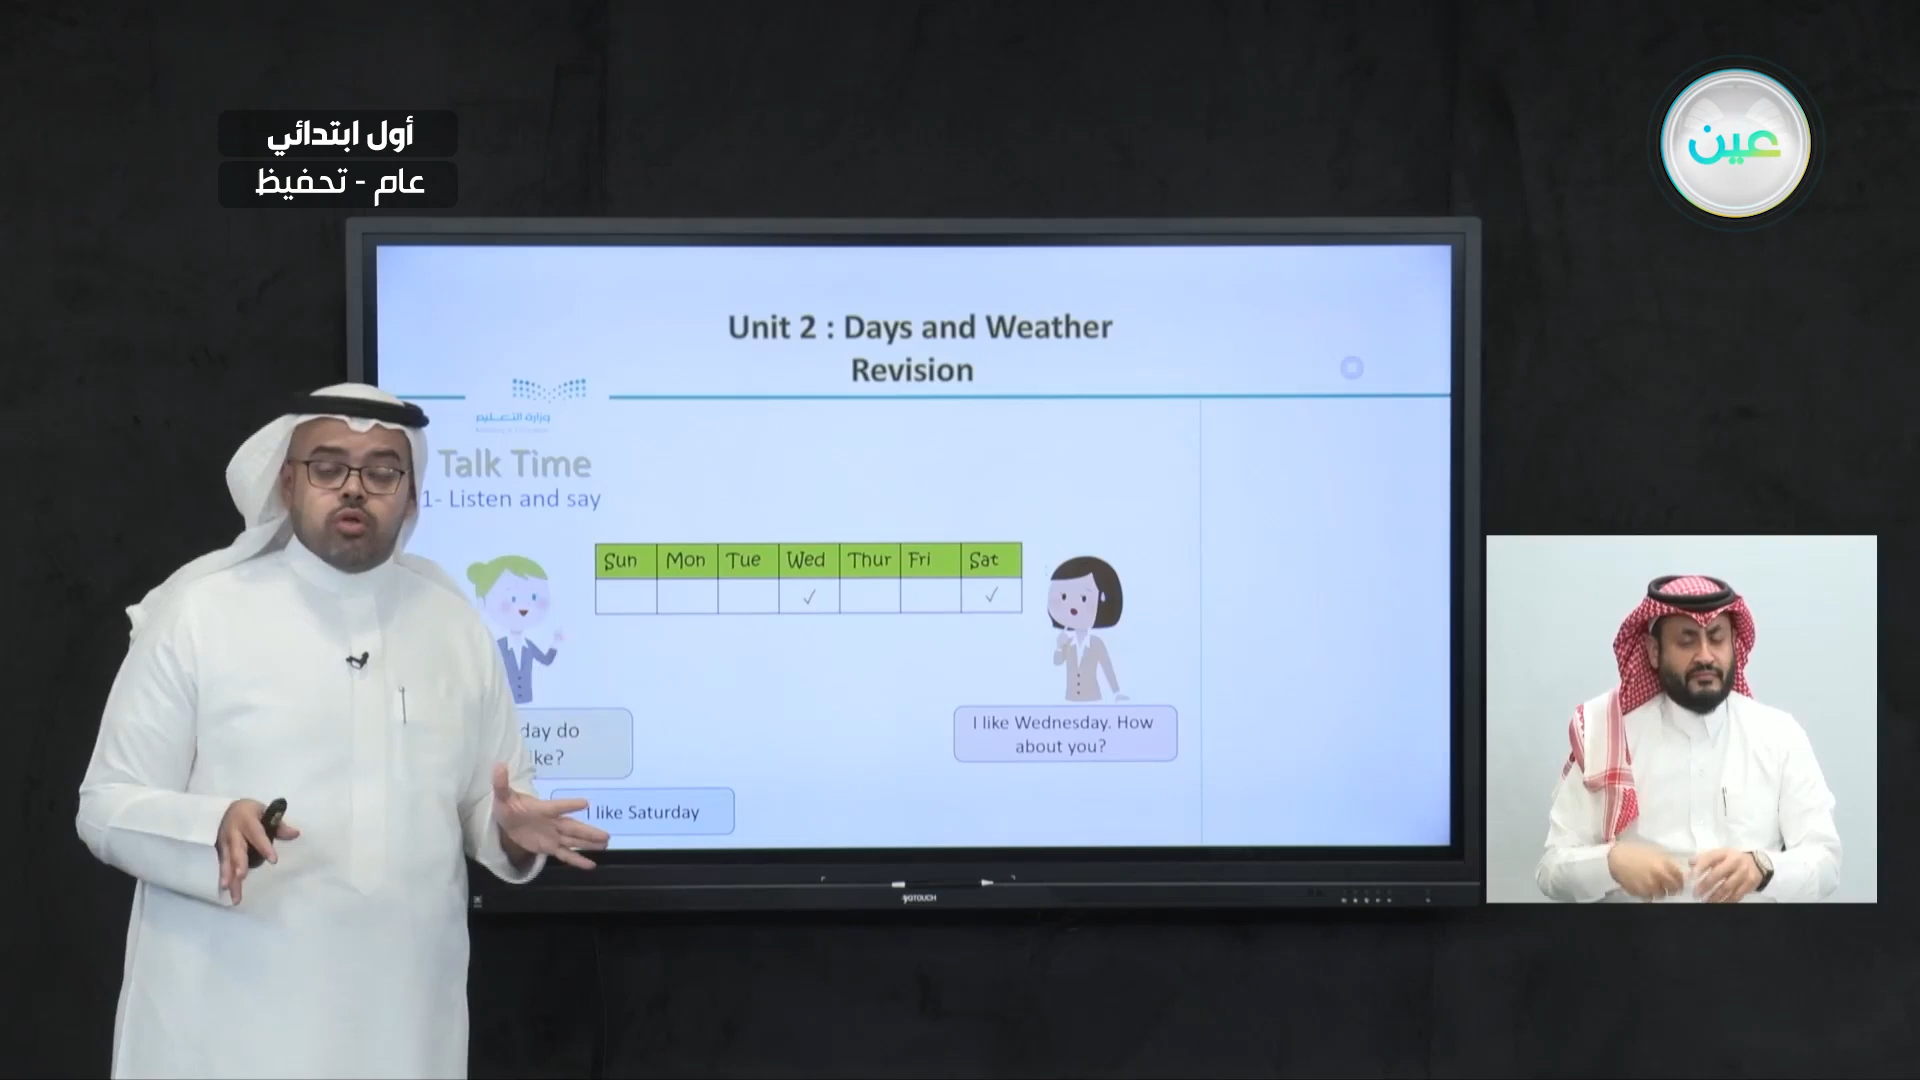 أول ابتدائي
عام - تحفيظ
عين
Unit 2 : Days and Weather
Revision
وزارة التعليم
Talk Time
1- Listen and say
Sun Mon Tue Wed Thur Fri Sat
✓ ✓
day do
ke?
I like Wednesday. How
about you?
I like Saturday